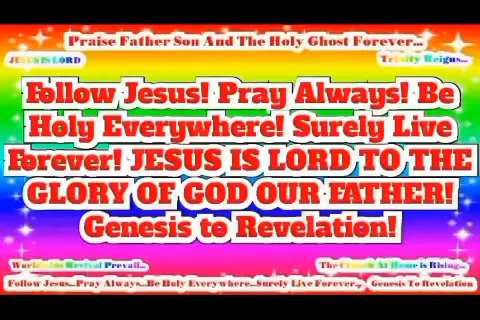 Praise Father Son And The Holy Ghost Forever...
JESUS IS LORD
Trinity Reigns...
Follow Jesus! Pray Always! Be
Holy Everywhere! Surely Live
Forever! JESUS IS LORD TO THE
GLORY OF GOD OUR FATHER!
Genesis to Revelation!
Worldwide Revival Prevail...
The Church At Home is Rising...
Follow Jesus...Pray Always...Be Holy Everywhere...Surely Live Forever...
Genesis To Revelation